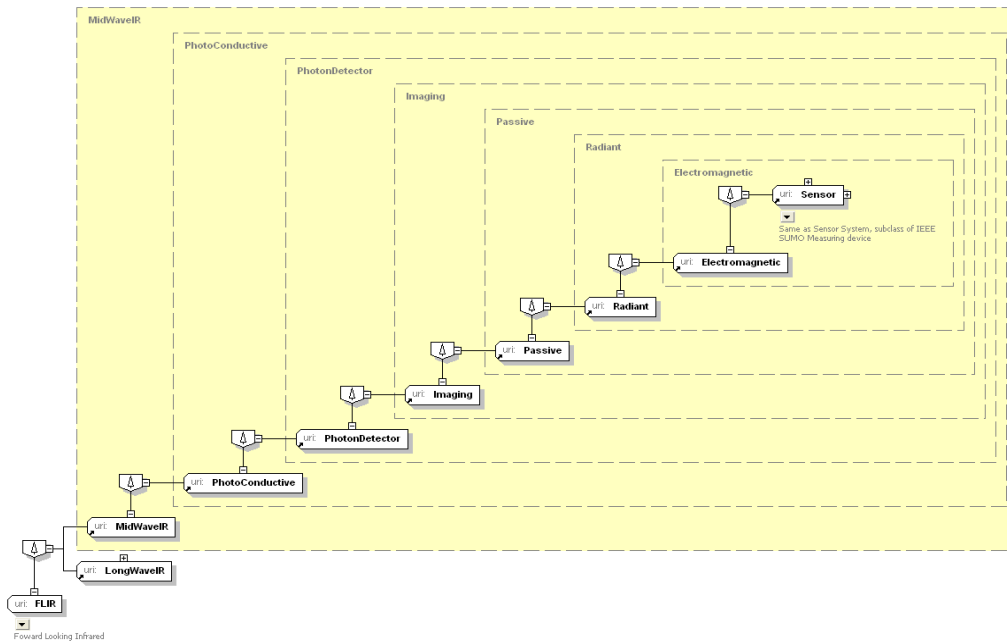 MidWaveIR
PhotoConductive
PhotonDetector
Imaging
Passive
Radiant
Electromagnetic
uri: Sensor
Same as Sensor System, subclass of IEEE
SUMO Measuring device
uri: Electromagnetic
uri: Radiant
uri: Passive
uri: Imaging
uri: PhotonDetector
uri: PhotoConductive
uri: MidWaveIR
uri: LongWaveIR
uri: FLIR
Foward Looking Infrared